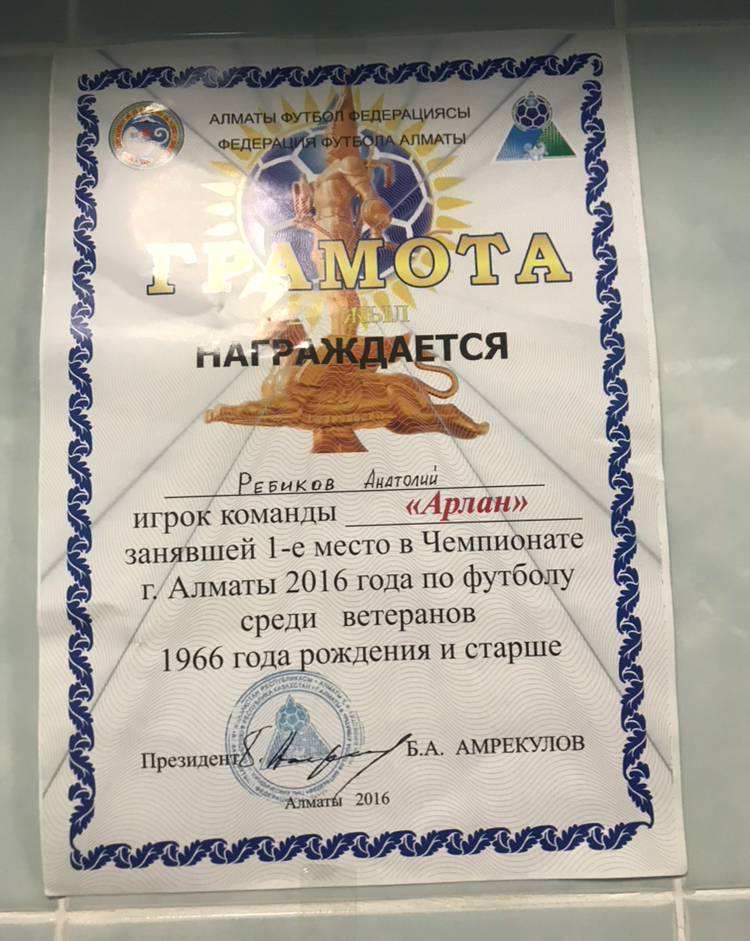 АЛМАТЫ ФУТБОЛ ФЕДЕРАЦИЯСЫ
ФЕДЕРАЦИЯ ФУТБОЛА АЛМАТЫ
ГРАМОТА
ЖЫЛ
НАГРАЖДАЕТСЯ
РЕБИКОВ АНАТОЛИЙ
игрок команды «Арлан»
занявшей 1-е место в Чемпионате
г. Алматы 2016 года по футболу
среди ветеранов
1966 года рождения и старше
Президент Б.А. АМРЕКУЛОВ
Алматы 2016